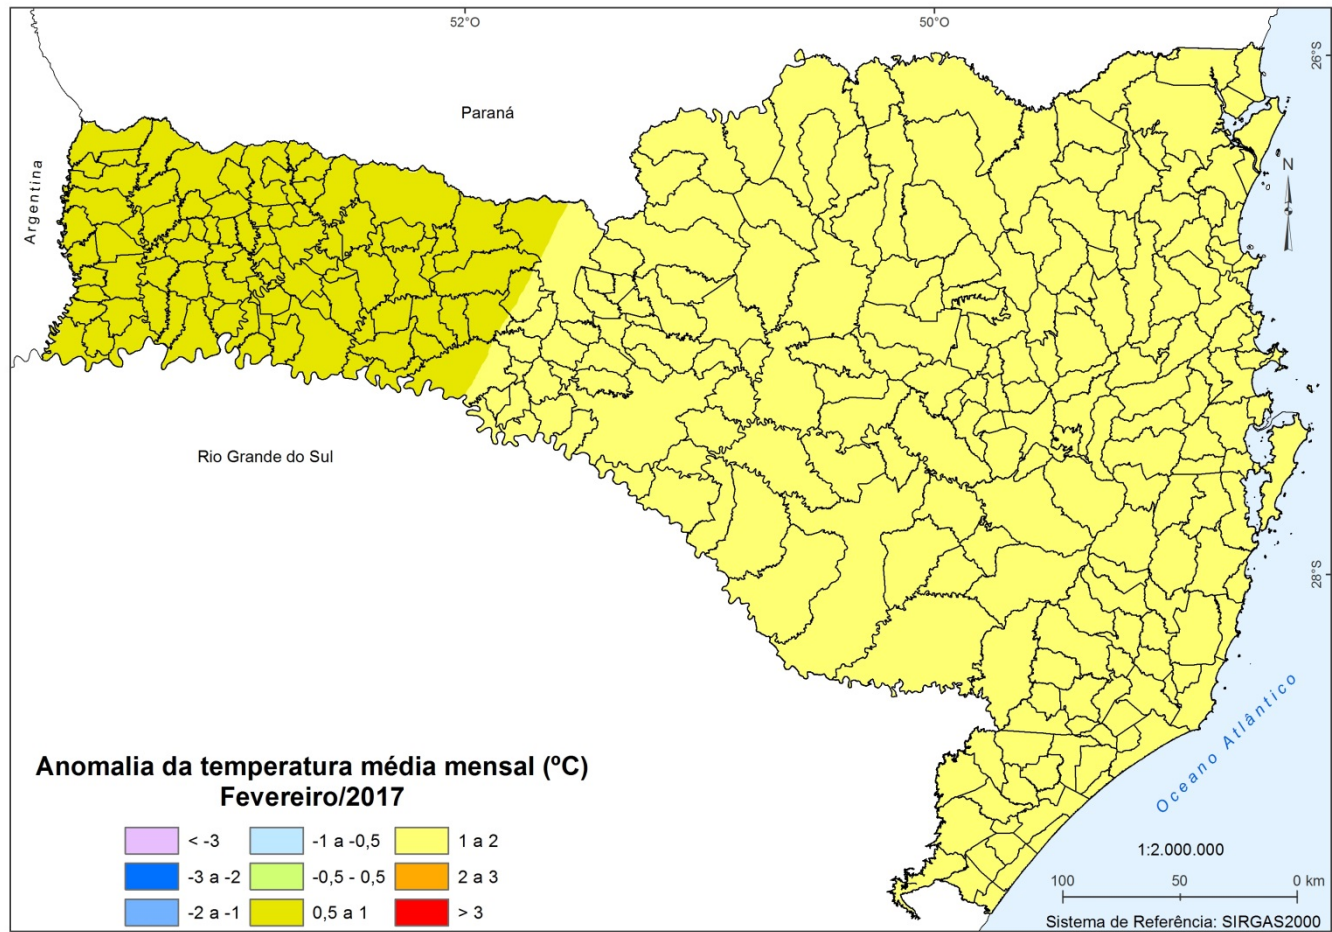 52°O
50°O
26°S
Paraná
Argentina
N
Rio Grande do Sul
28°S
Oceano Atlântico
Anomalia da temperatura média mensal (ºC)
Fevereiro/2017
< -3
-1 a -0,5
1 a 2
-3 a -2
-0,5 - 0,5
2 a 3
-2 a -1
0,5 a 1
> 3
1:2.000.000
100
50
0 km
Sistema de Referência: SIRGAS2000